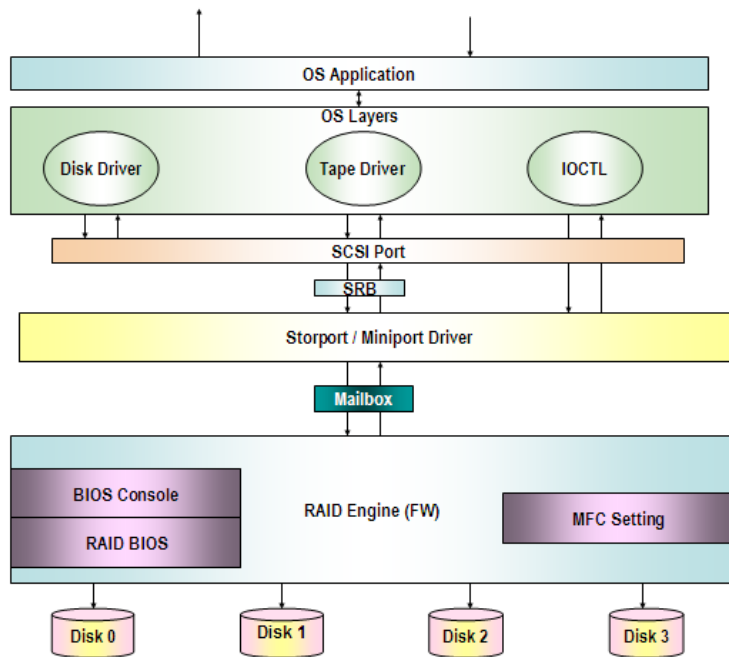 OS Application
OS Layers
Disk Driver
Tape Driver
IOCTL
SCSI Port
SRB
Storport / Miniport Driver
Mailbox
BIOS Console
RAID Engine (FW)
MFC Setting
RAID BIOS
Disk 0
Disk 1
Disk 2
Disk 3